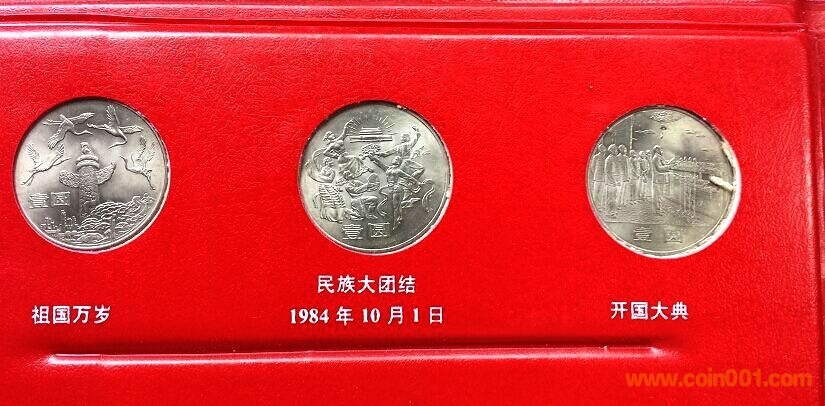 壹圆
壹圆
壹圆
祖国万岁
民族大团结
1984 年 10 月 1 日
开国大典
www.coin001.com